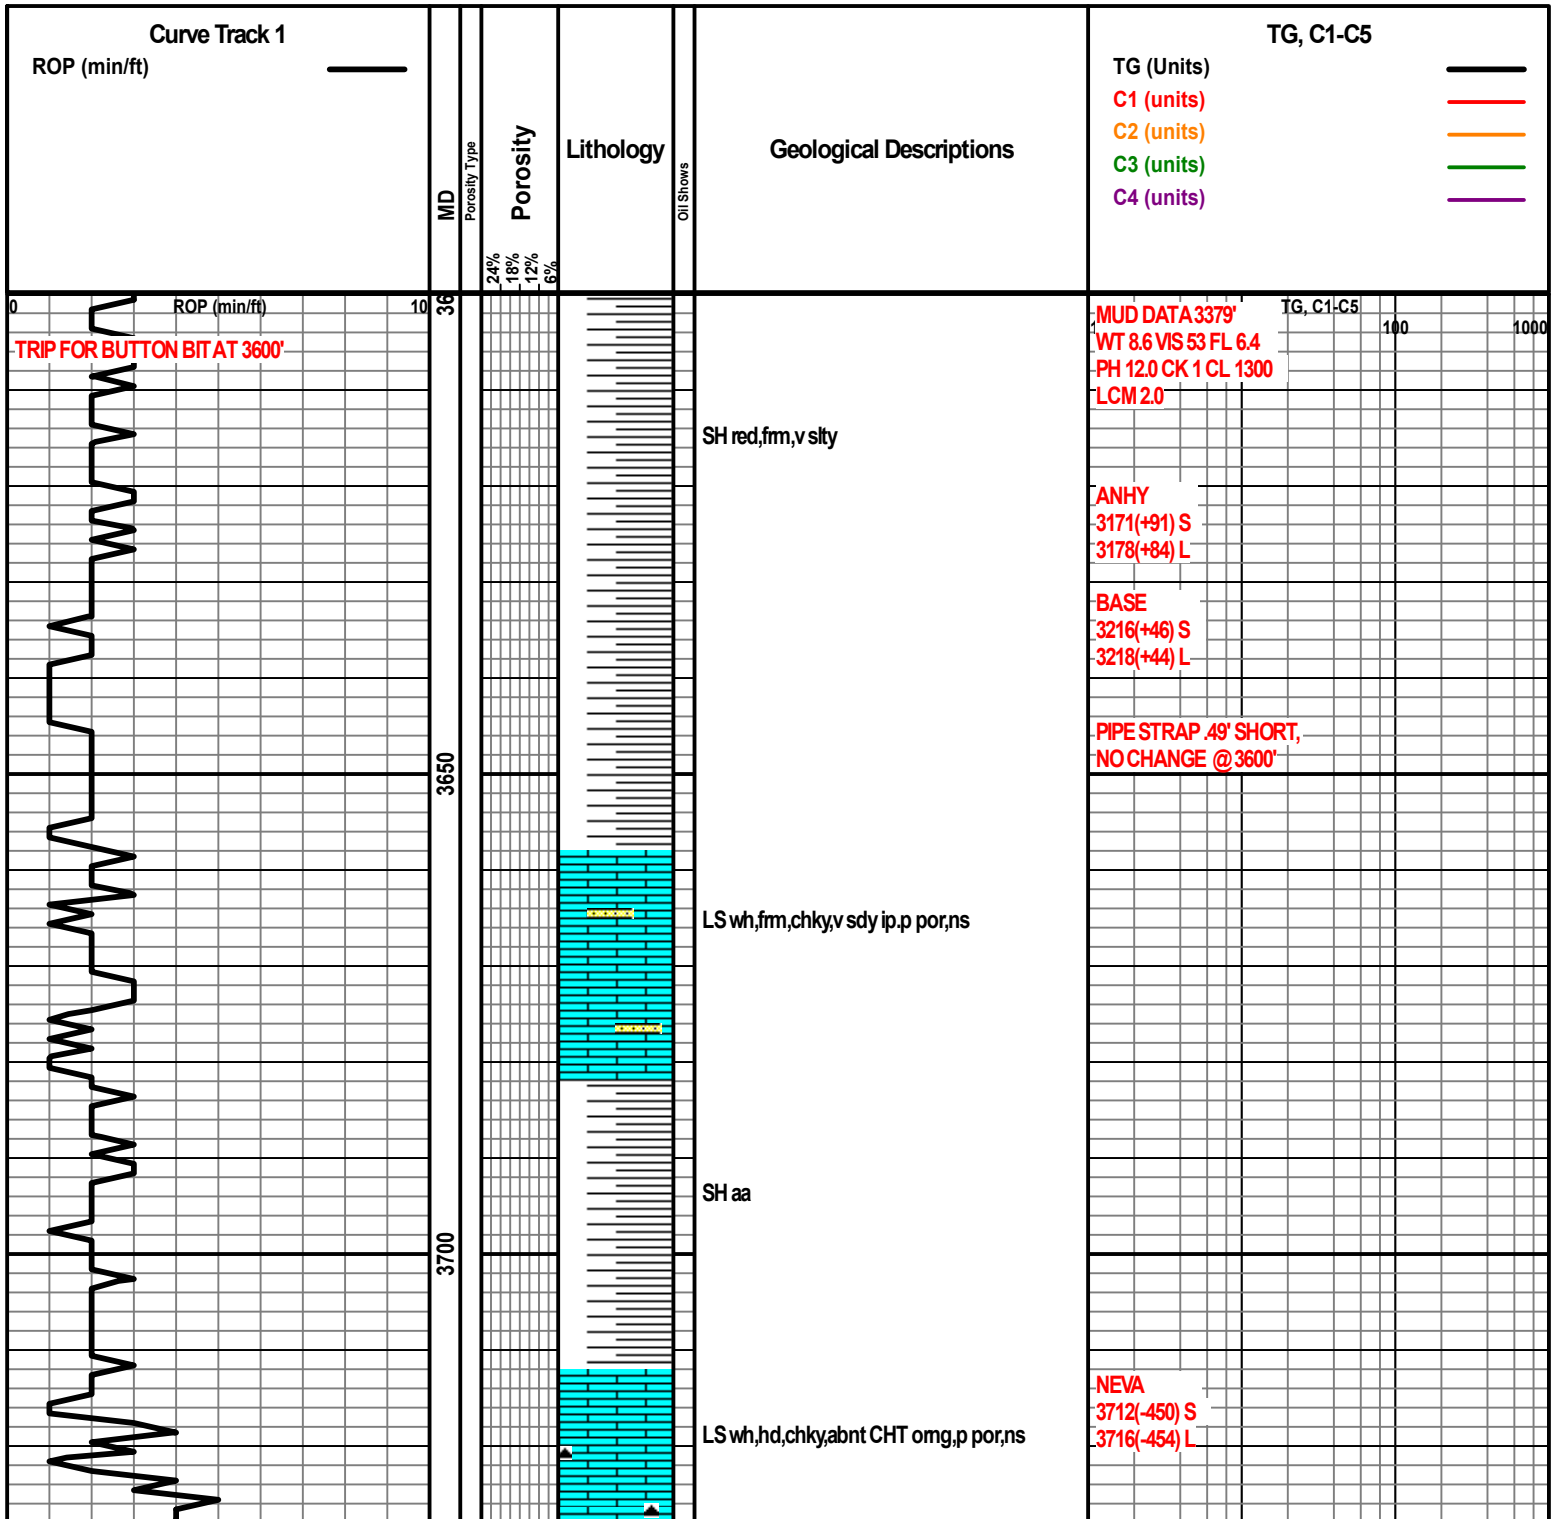 Curve Track 1
ROP (min/ft)
MD
Porosity Type
Porosity
24%
18%
12%
6%
Lithology
Oil Shows
Geological Descriptions
TG, C1-C5
TG (Units)
C1 (units)
C2 (units)
C3 (units)
C4 (units)
0 ROP (min/ft) 10
36
TG, C1-C5
1 100 1000
TRIP FOR BUTTON BIT AT 3600'
MUD DATA 3379'
WT 8.6 VIS 53 FL 6.4
PH 12.0 CK 1 CL 1300
LCM 2.0
SH red,frm,v slty
ANHY
3171(+91) S
3178(+84) L
BASE
3216(+46) S
3218(+44) L
PIPE STRAP .49' SHORT,
NO CHANGE @ 3600'
3650
LS wh,frm,chky,v sdy ip.p por,ns
SH aa
3700
NEVA
3712(-450) S
3716(-454) L
LS wh,hd,chky,abnt CHT orng,p por,ns